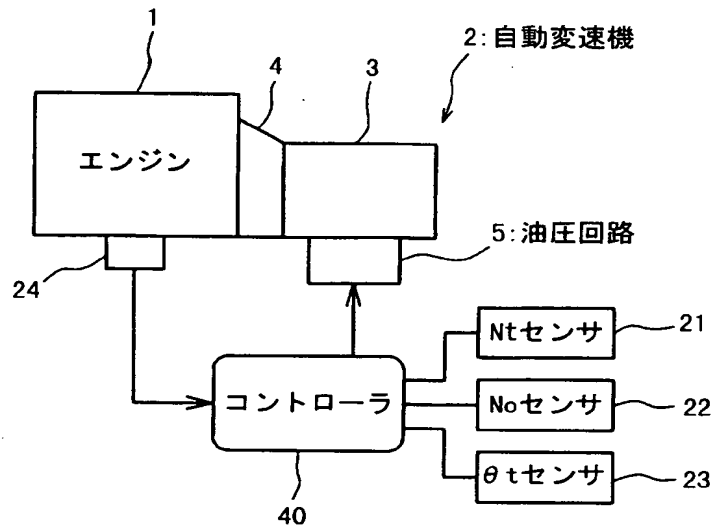 1
2:自動変速機
4
3
エンジン
5:油圧回路
24
Ntセンサ
21
コントローラ
Noセンサ
22
θtセンサ
23
40